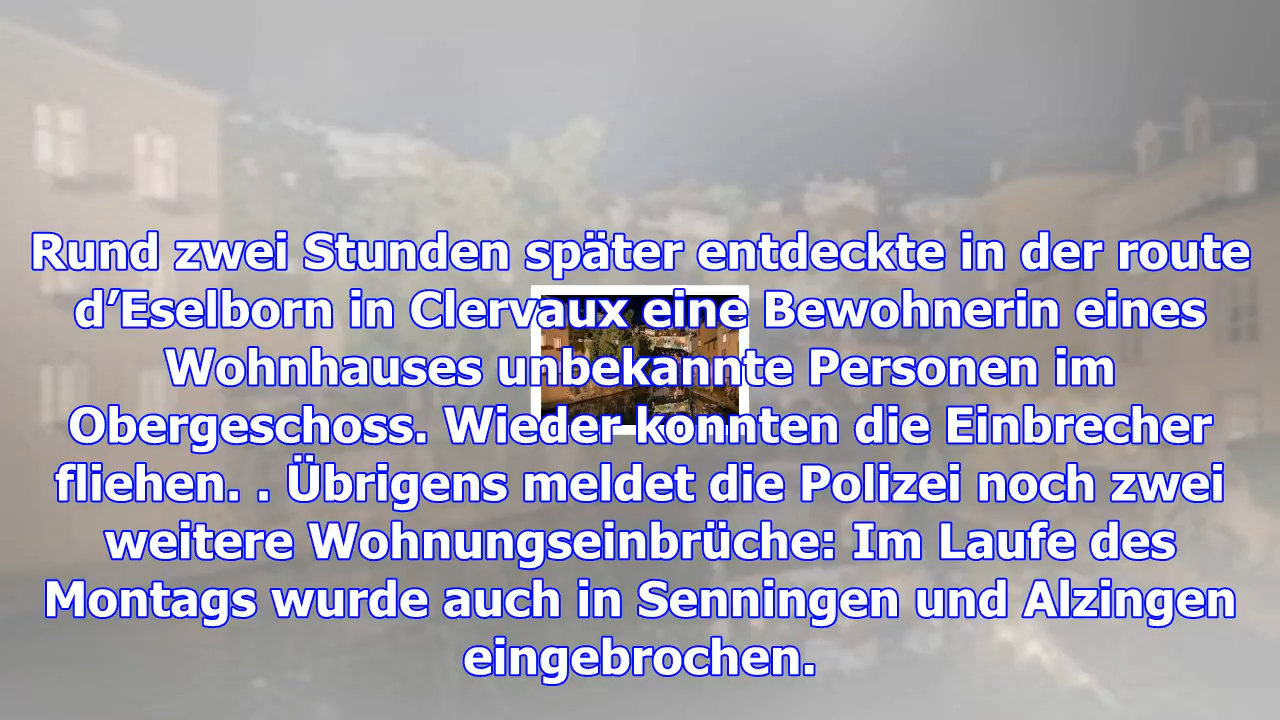 Rund zwei Stunden später entdeckte in der route
d’Eselborn in Clervaux eine Bewohnerin eines
Wohnhauses unbekannte Personen im
Obergeschoss. Wieder konnten die Einbrecher
fliehen. . Übrigens meldet die Polizei noch zwei
weitere Wohnungseinbrüche: Im Laufe des
Montags wurde auch in Senningen und Alzingen
eingebrochen.